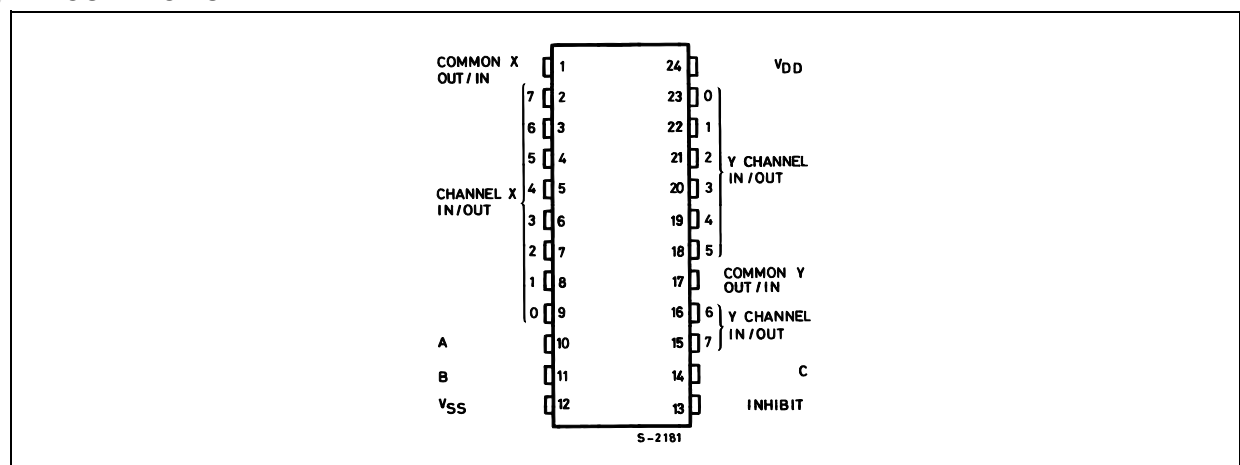 COMMON X
OUT/IN
1
24
VDD
7
2
23
0
6
3
22
1
5
4
21
2
Y CHANNEL
IN/OUT
CHANNEL X
IN/OUT
4
5
20
3
3
6
19
4
2
7
18
5
1
8
17
COMMON Y
OUT/IN
0
9
16
6
Y CHANNEL
IN/OUT
A
10
15
7
B
11
14
C
VSS
12
13
INHIBIT
S-2181